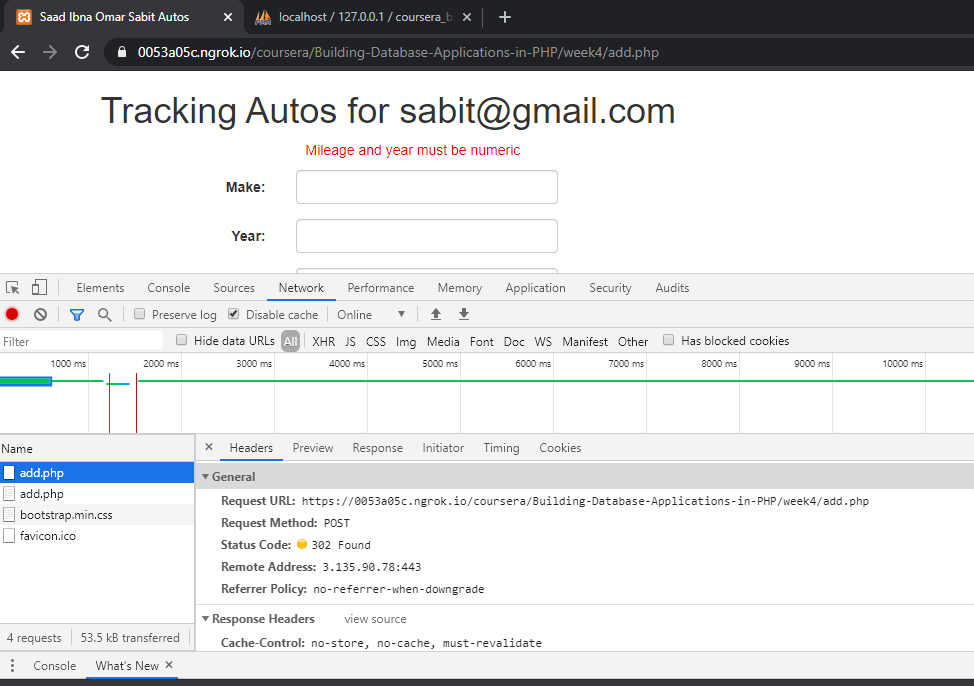 Saad Ibna Omar Sabit Autos
localhost / 127.0.0.1 / coursera_b
0053a05c.ngrok.io/coursera/Building-Database-Applications-in-PHP/week4/add.php
Tracking Autos for sabit@gmail.com
Mileage and year must be numeric
Make:
Year:
Elements Console Sources Network Performance Memory Application Security Audits
Preserve log Disable cache Online
Filter Hide data URLs All XHR JS CSS Img Media Font Doc WS Manifest Other Has blocked cookies
1000 ms 2000 ms 3000 ms 4000 ms 5000 ms 6000 ms 7000 ms 8000 ms 9000 ms 10000 ms
Name
add.php
add.php
bootstrap.min.css
favicon.ico
4 requests 53.5 kB transferred
Headers Preview Response Initiator Timing Cookies
General
Request URL: https://0053a05c.ngrok.io/coursera/Building-Database-Applications-in-PHP/week4/add.php
Request Method: POST
Status Code: 302 Found
Remote Address: 3.135.90.78:443
Referrer Policy: no-referrer-when-downgrade
Response Headers view source
Cache-Control: no-store, no-cache, must-revalidate
Console What's New